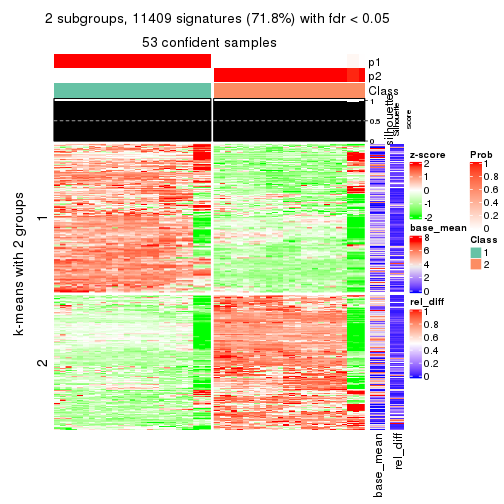 2 subgroups, 11409 signatures (71.8%) with fdr < 0.05
53 confident samples
p1
p2
Class
1
0.5
0
silhouette
Silhouette
score
k-means with 2 groups
1
2
z-score
2
1
0
-1
-2
base_mean
8
6
4
2
0
rel_diff
1
0.8
0.6
0.4
0.2
0
Prob
1
0.8
0.6
0.4
0.2
0
Class
1
2
base_mean
rel_diff